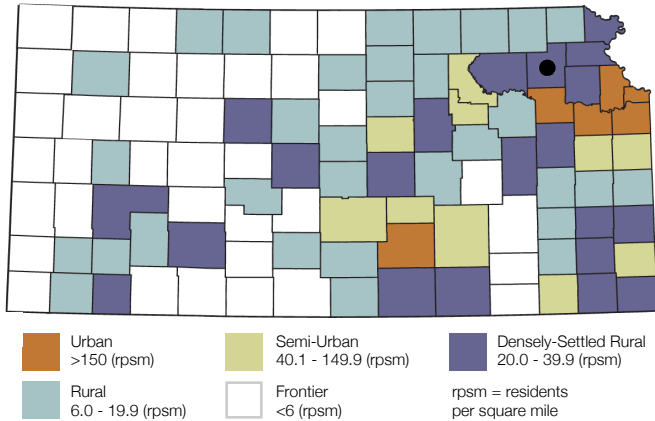 Urban
>150 (rpsm)
Semi-Urban
40.1 - 149.9 (rpsm)
Densely-Settled Rural
20.0 - 39.9 (rpsm)
Rural
6.0 - 19.9 (rpsm)
Frontier
<6 (rpsm)
rpsm = residents
per square mile